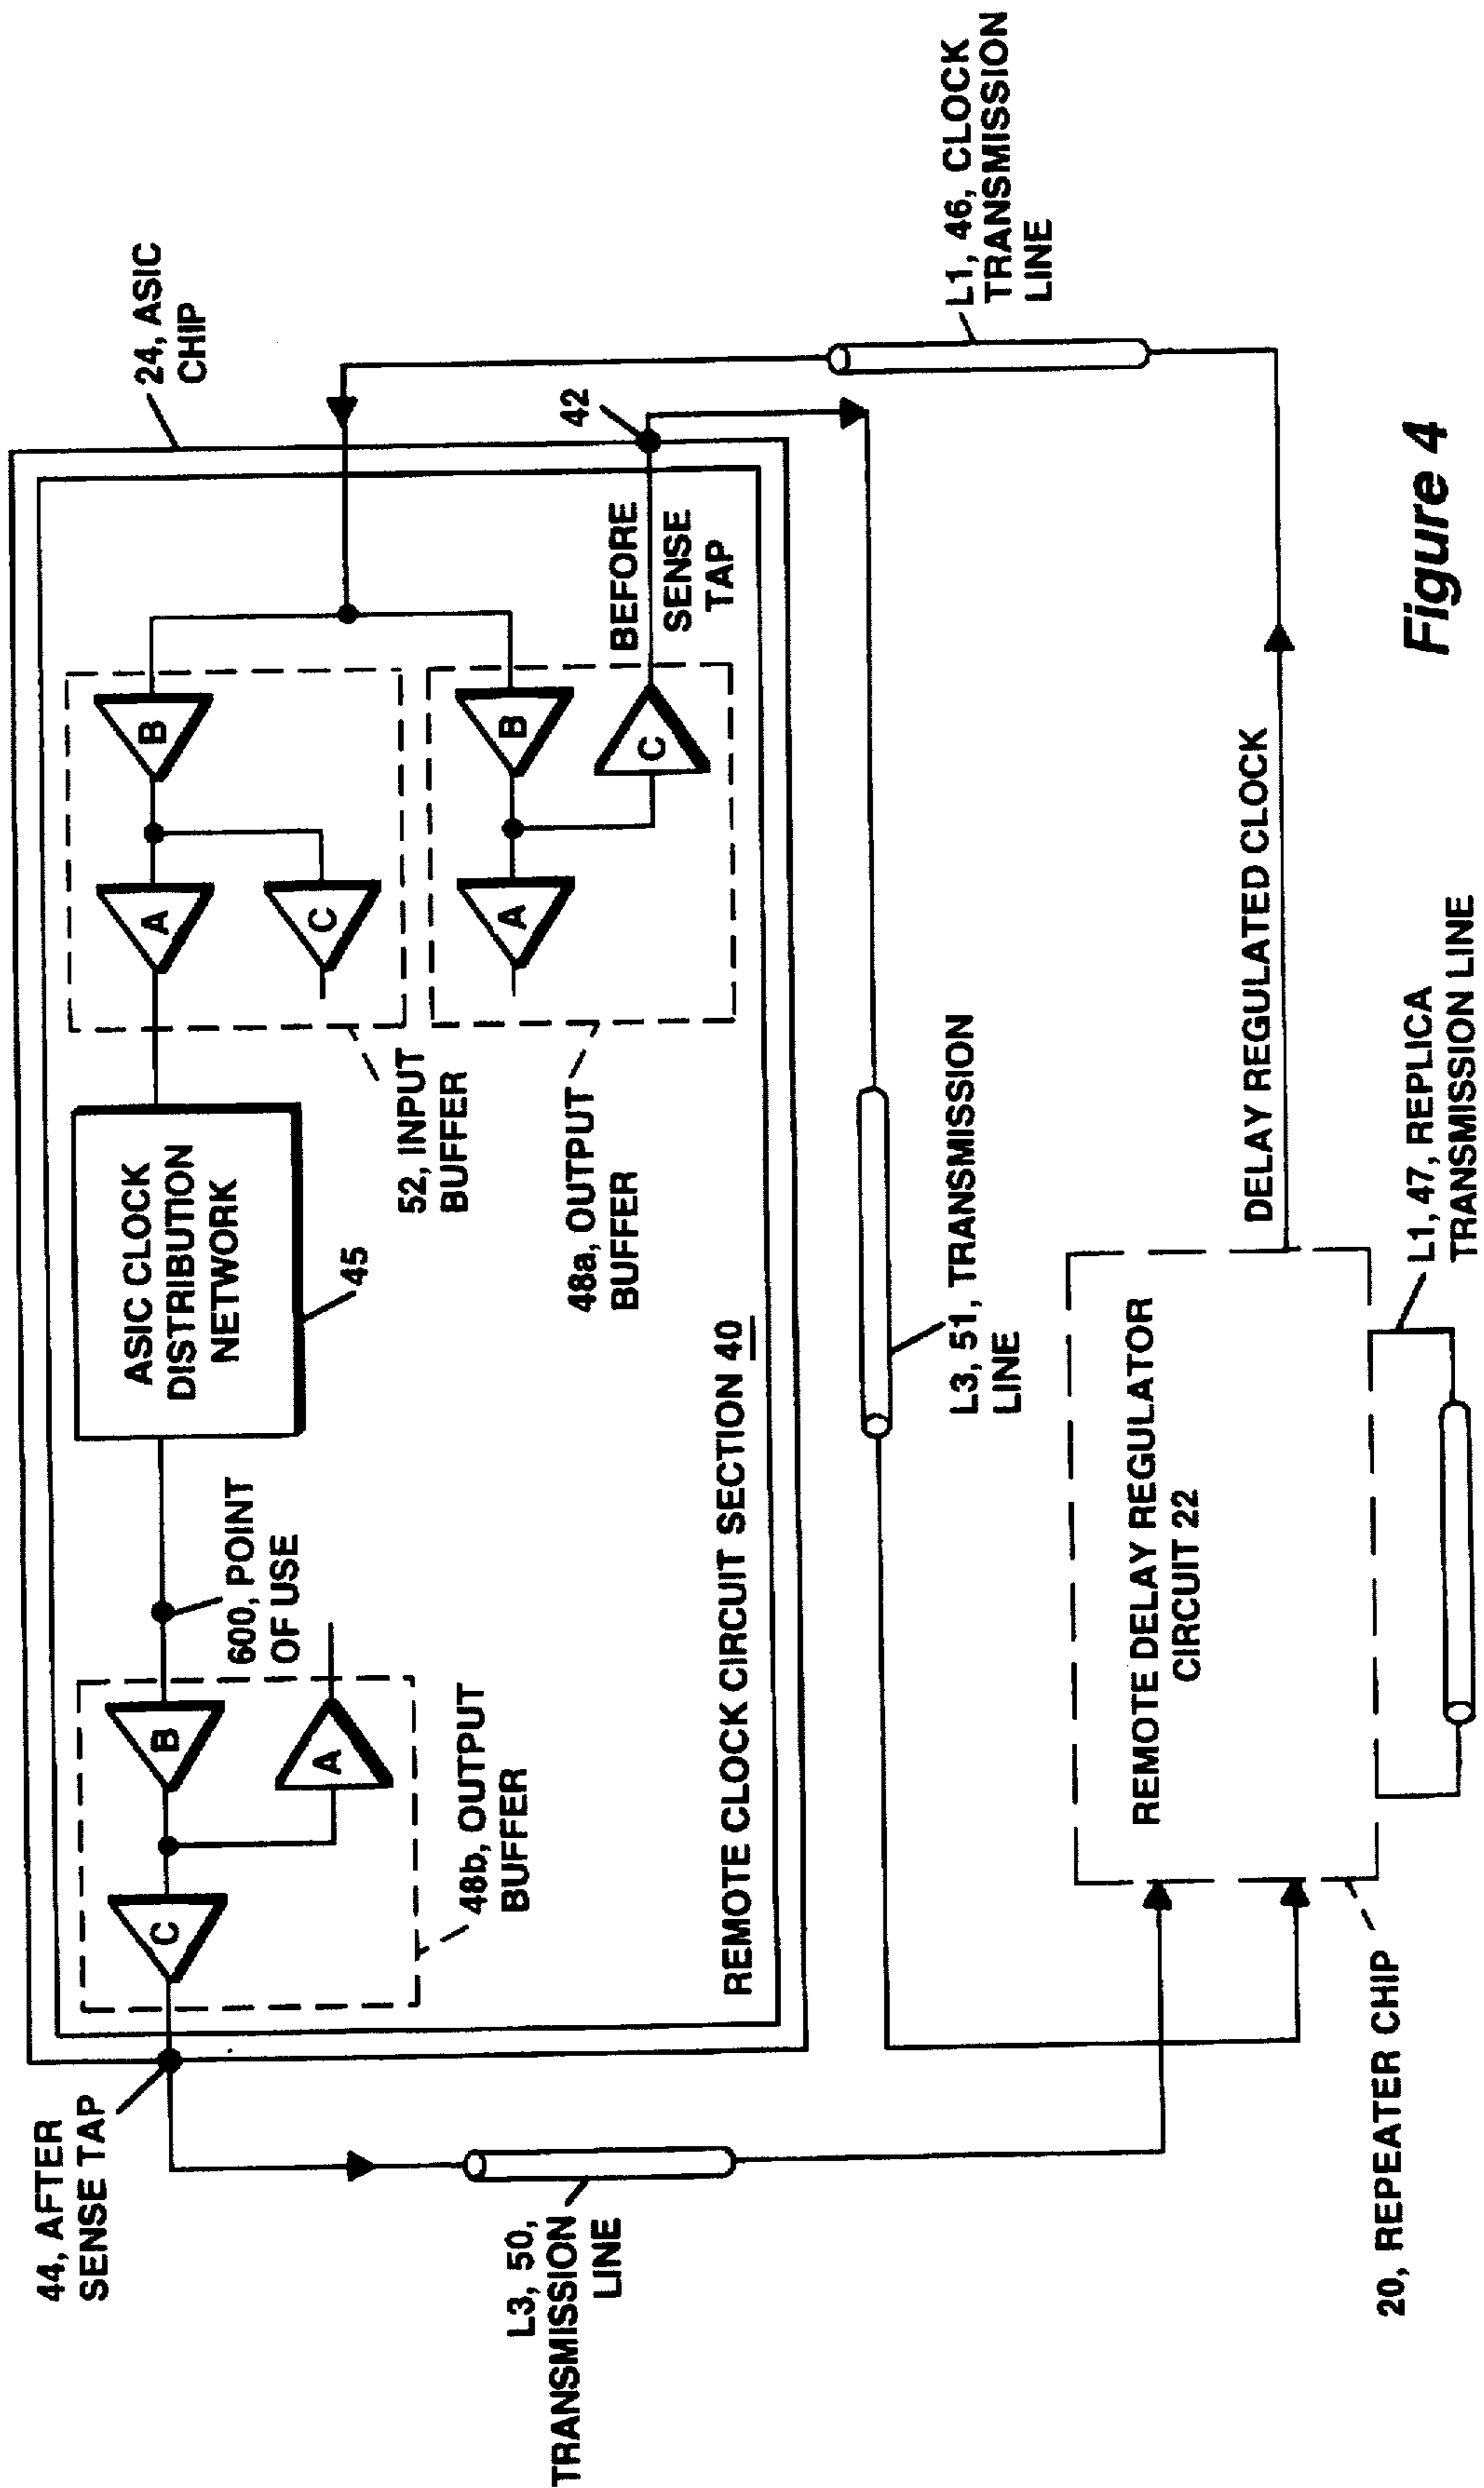 44, AFTER
SENSE TAP
24, ASIC
CHIP
C
B
A
48b, OUTPUT
BUFFER
600, POINT
OF USE
ASIC CLOCK
DISTRIBUTION
NETWORK
45
A
B
C
52, INPUT
BUFFER
A
B
C
48a, OUTPUT
BUFFER
BEFORE
SENSE
TAP
42
REMOTE CLOCK CIRCUIT SECTION 40
L3, 50,
TRANSMISSION
LINE
L3, 51, TRANSMISSION
LINE
L1, 46, CLOCK
TRANSMISSION
LINE
REMOTE DELAY REGULATOR
CIRCUIT 22
DELAY REGULATED CLOCK
20, REPEATER CHIP
L1, 47, REPLICA
TRANSMISSION LINE
Figure 4